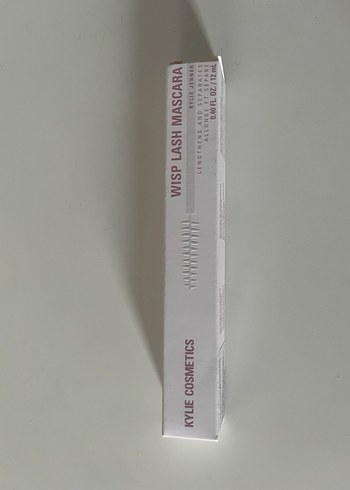 WISP LASH MASCARA
KYLIE JENNER
LENGTHENS AND SEPARATES
ALLONGE ET SÉPARE
0.40 FL. OZ. / 12 mL
KYLIE COSMETICS